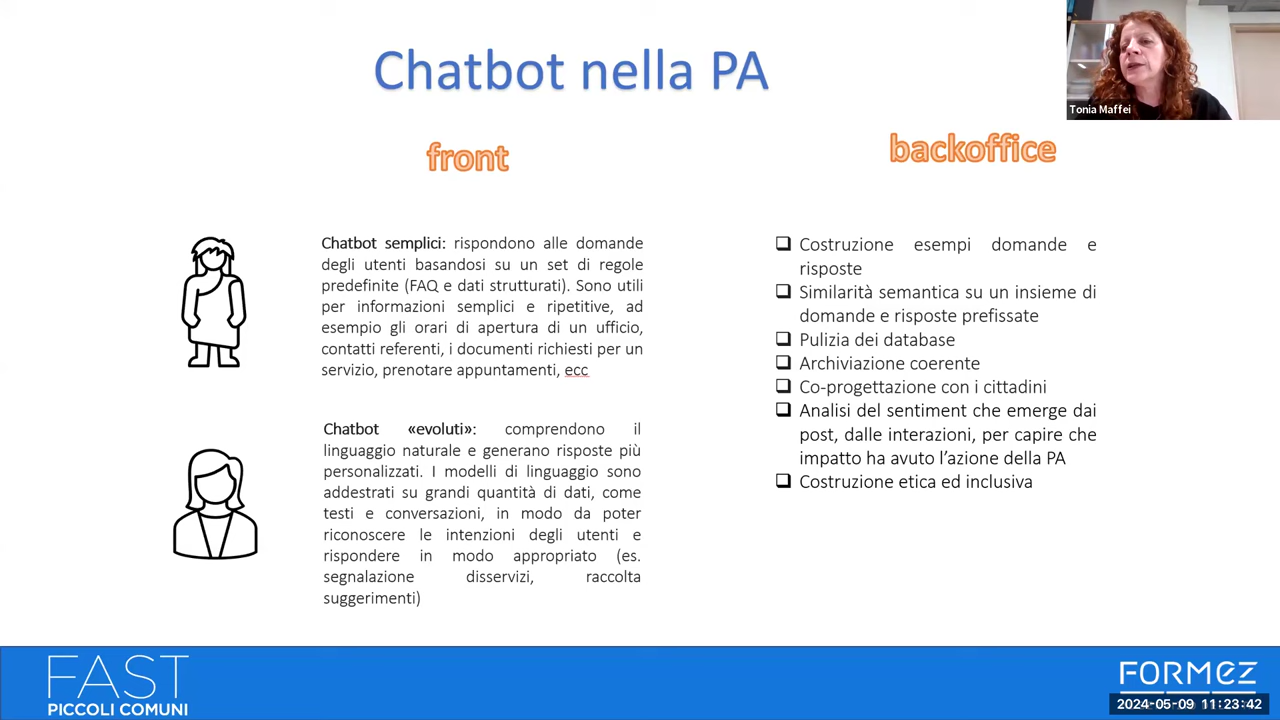 Chatbot nella PA
Tonia Maffei
front
backoffice
Chatbot semplici: rispondono alle domande
degli utenti basandosi su un set di regole
predefinite (FAQ e dati strutturati). Sono utili
per informazioni semplici e ripetitive, ad
esempio gli orari di apertura di un ufficio,
contatti referenti, i documenti richiesti per un
servizio, prenotare appuntamenti, ecc
Chatbot «evoluti»: comprendono il
linguaggio naturale e generano risposte più
personalizzati. I modelli di linguaggio sono
addestrati su grandi quantità di dati, come
testi e conversazioni, in modo da poter
riconoscere le intenzioni degli utenti e
rispondere in modo appropriato (es.
segnalazione disservizi, raccolta
suggerimenti)
❑ Costruzione esempi domande e
risposte
❑ Similarità semantica su un insieme di
domande e risposte prefissate
❑ Pulizia dei database
❑ Archiviazione coerente
❑ Co-progettazione con i cittadini
❑ Analisi del sentiment che emerge dai
post, dalle interazioni, per capire che
impatto ha avuto l’azione della PA
❑ Costruzione etica ed inclusiva
FAST
PICCOLI COMUNI
FORMEZ
2024-05-09 11:23:42